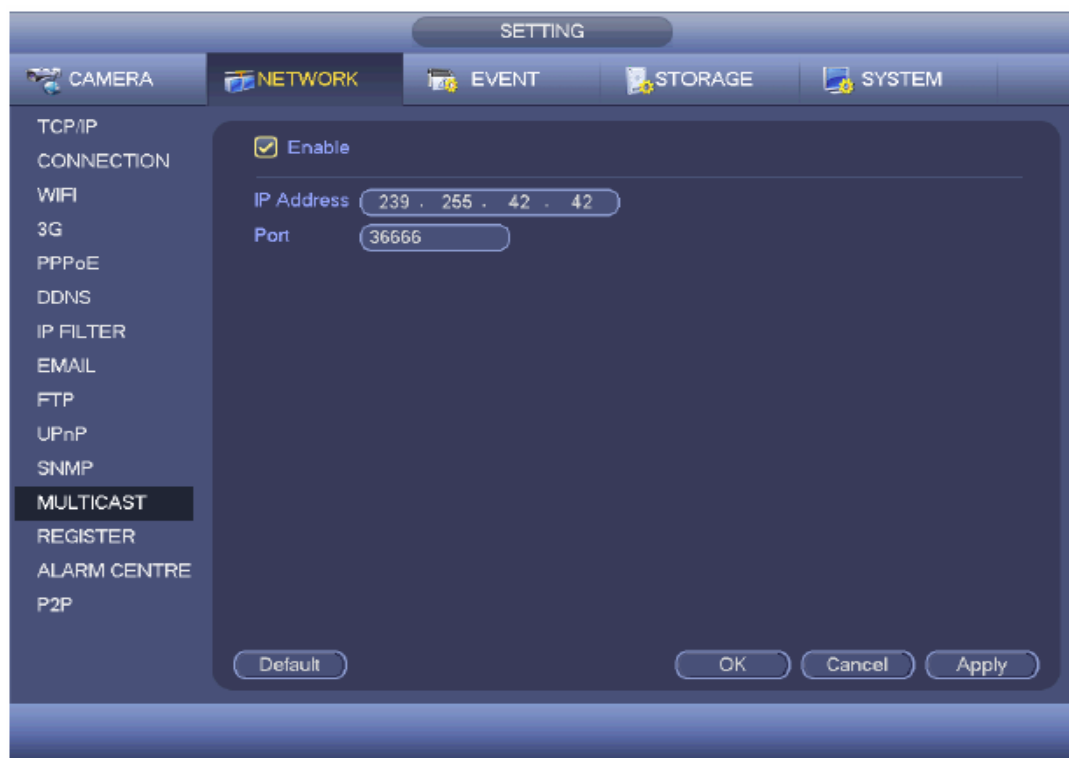 SETTING
CAMERA NETWORK EVENT STORAGE SYSTEM
TCP/IP
CONNECTION
WIFI
3G
PPPoE
DDNS
IP FILTER
EMAIL
FTP
UPnP
SNMP
MULTICAST
REGISTER
ALARM CENTRE
P2P
Enable
IP Address 239 . 255 . 42 . 42
Port 36666
Default OK Cancel Apply